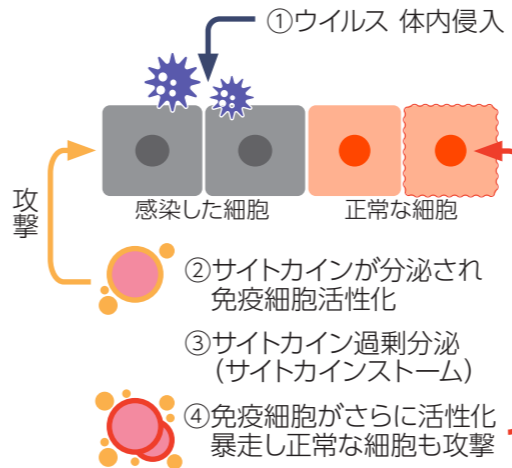 ①ウイルス 体内侵入
感染した細胞
正常な細胞
攻撃
②サイトカインが分泌され
免疫細胞活性化
③サイトカイン過剰分泌
（サイトカインストーム）
④免疫細胞がさらに活性化
暴走し正常な細胞も攻撃